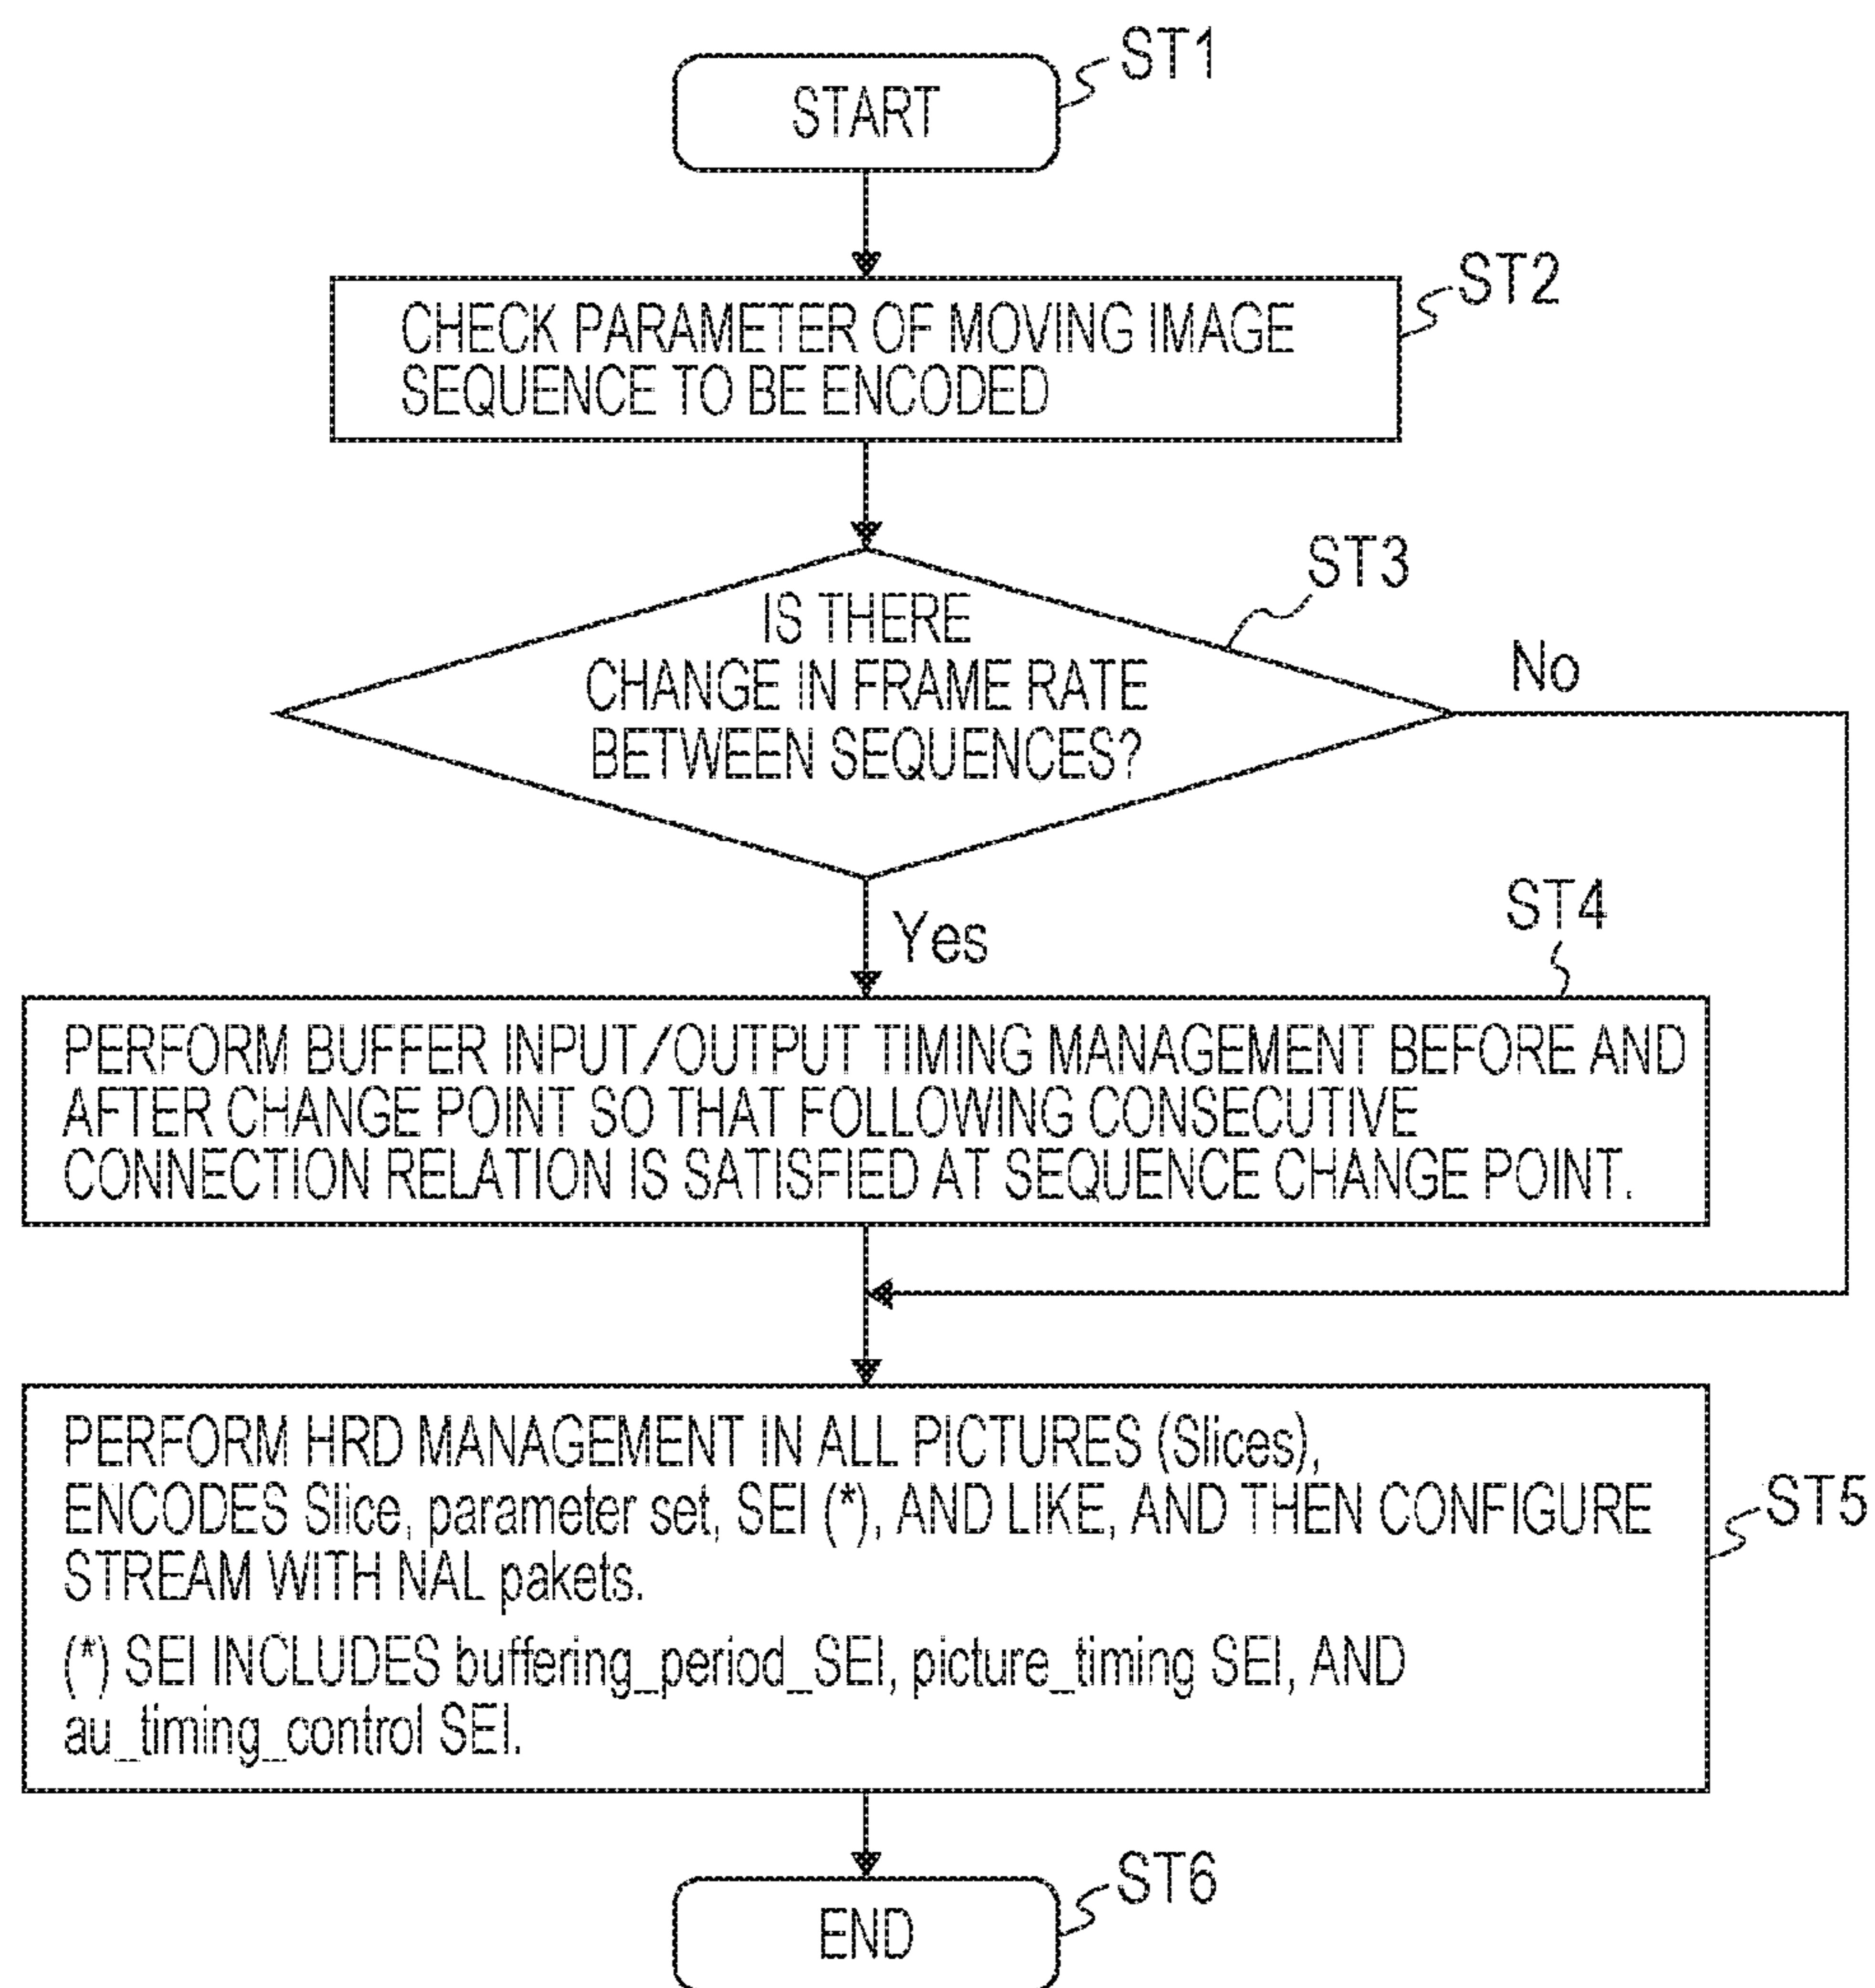 START
ST1
CHECK PARAMETER OF MOVING IMAGE
SEQUENCE TO BE ENCODED
ST2
IS THERE
CHANGE IN FRAME RATE
BETWEEN SEQUENCES?
ST3
No
Yes
ST4
PERFORM BUFFER INPUT/OUTPUT TIMING MANAGEMENT BEFORE AND
AFTER CHANGE POINT SO THAT FOLLOWING CONSECUTIVE
CONNECTION RELATION IS SATISFIED AT SEQUENCE CHANGE POINT.
PERFORM HRD MANAGEMENT IN ALL PICTURES (Slices),
ENCODES Slice, parameter set, SEI (*), AND LIKE, AND THEN CONFIGURE
STREAM WITH NAL pakets.
(*) SEI INCLUDES buffering_period_SEI, picture_timing SEI, AND
au_timing_control SEI.
ST5
END
ST6